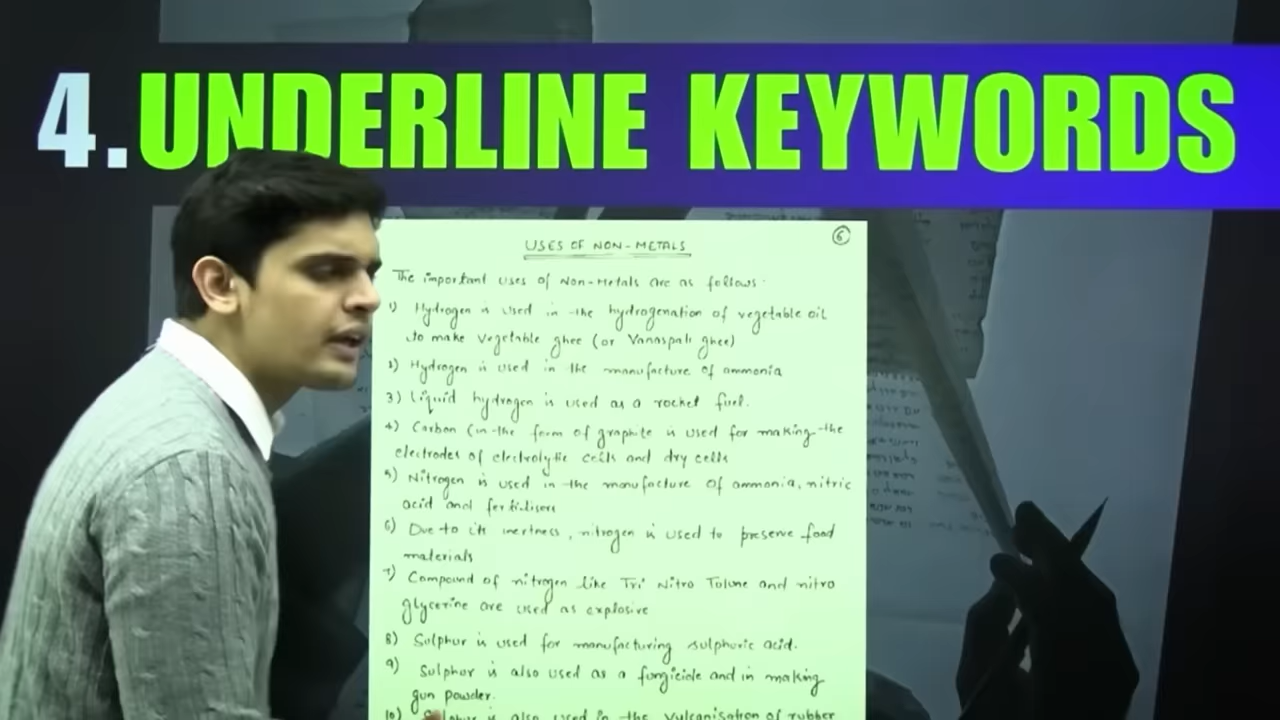 4. UNDERLINE KEYWORDS
USES OF NON-METALS
6
The important uses of Non-Metals are as follows.
1) Hydrogen is used in the hydrogenation of vegetable oil
to make vegetable ghee (or Vanaspati ghee)
2) Hydrogen is used in the manufacture of ammonia
3) Liquid hydrogen is used as a rocket fuel.
4) Carbon (in the form of graphite is used for making the
electrodes of electrolytic cells and dry cells
5) Nitrogen is used in the manufacture of ammonia, nitric
acid and fertilisers
6) Due to its inertness, nitrogen is used to preserve food
materials
7) Compound of nitrogen like Tri Nitro Tolune and nitro
glycerine are used as explosive
8) Sulphur is used for manufacturing sulphuric acid.
9) Sulphur is also used as a fungicide and in making
gun powder.
10) Sulphur is also used in the vulcanisation of rubber